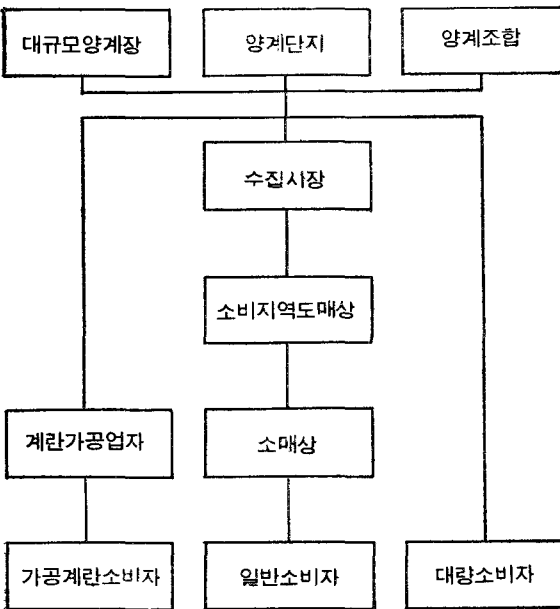 대규모양계장
양계단지
양계조합
수집시장
소비지역도매상
계란가공업자
소매상
가공계란소비자
일반소비자
대량소비자